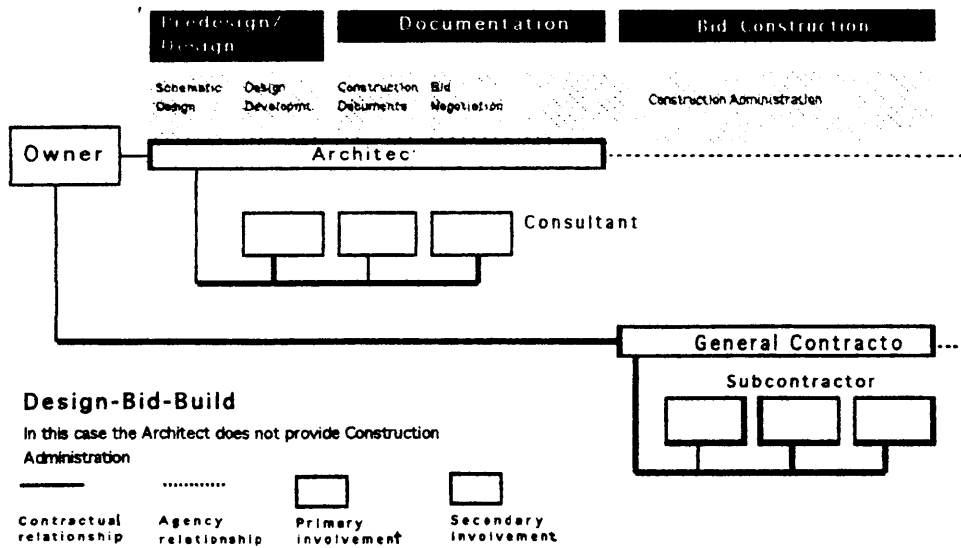 Predesign/
Design
Documentation
Bid Construction
Schematic
Design
Design
Developmt.
Construction
Documents
Bid
Negotiation
Construction Administration
Owner
Architec
Consultant
General Contracto
Subcontractor
Design-Bid-Build
In this case the Architect does not provide Construction
Administration
Contractual
relationship
Agency
relationship
Primary
involvement
Secondary
involvement